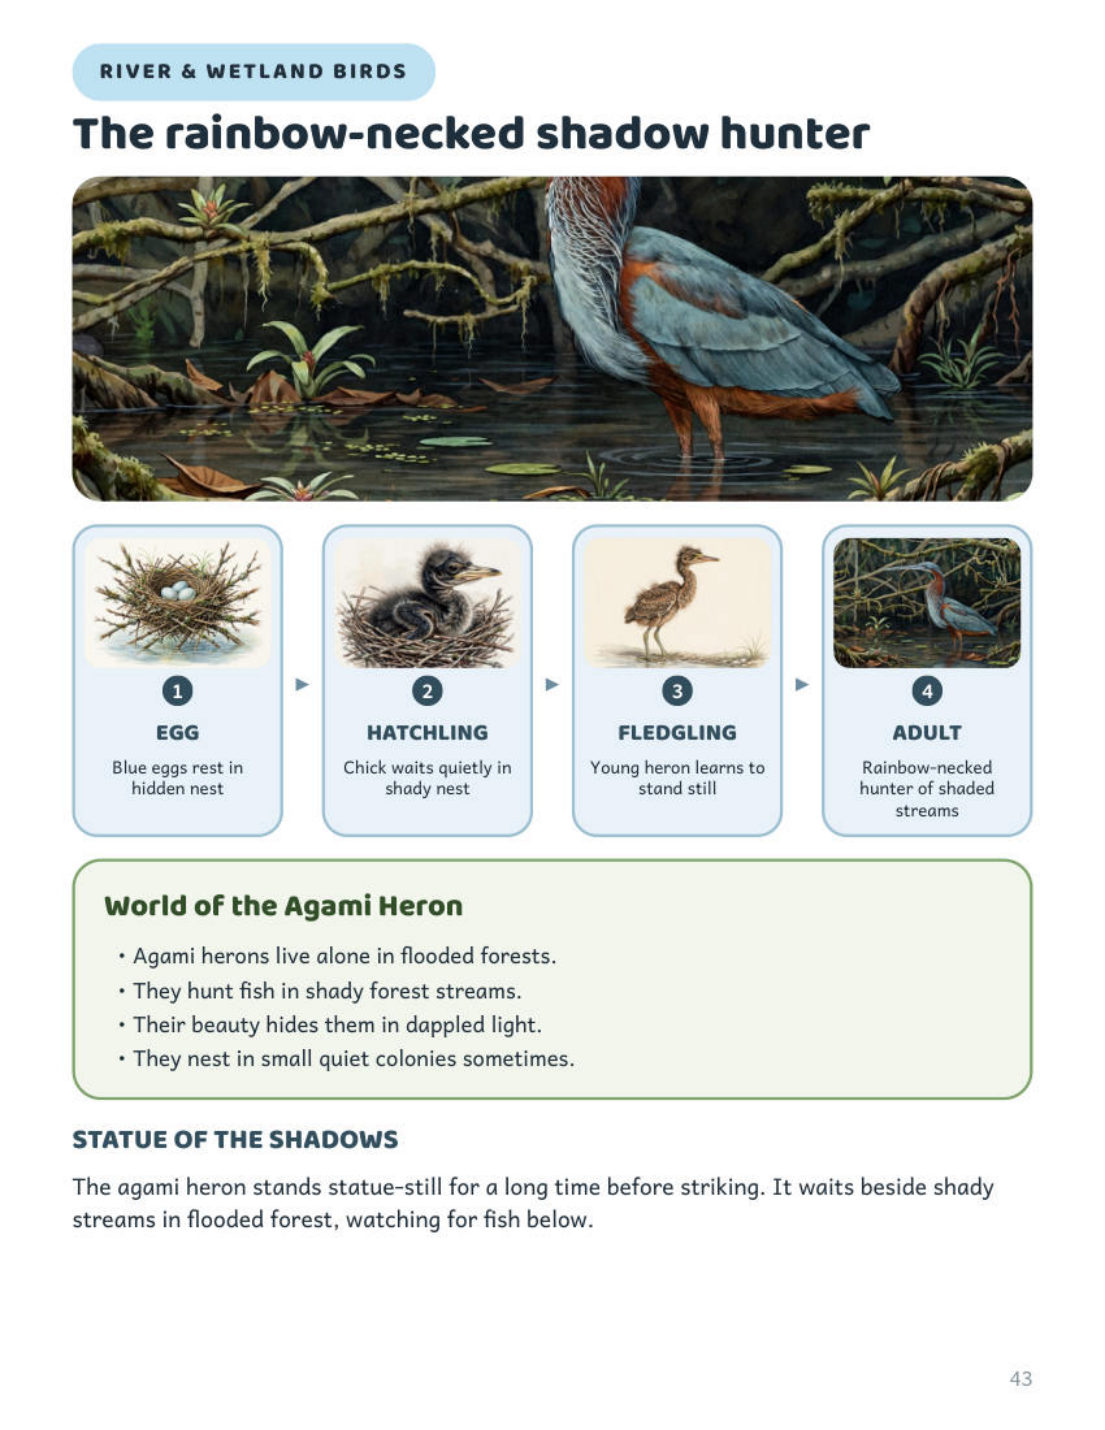 RIVER & WETLAND BIRDS
The rainbow-necked shadow hunter
1
EGG
Blue eggs rest in
hidden nest
2
HATCHLING
Chick waits quietly in
shady nest
3
FLEDGLING
Young heron learns to
stand still
4
ADULT
Rainbow-necked
hunter of shaded
streams
World of the Agami Heron
• Agami herons live alone in flooded forests.
• They hunt fish in shady forest streams.
• Their beauty hides them in dappled light.
• They nest in small quiet colonies sometimes.
STATUE OF THE SHADOWS
The agami heron stands statue-still for a long time before striking. It waits beside shady
streams in flooded forest, watching for fish below.
43